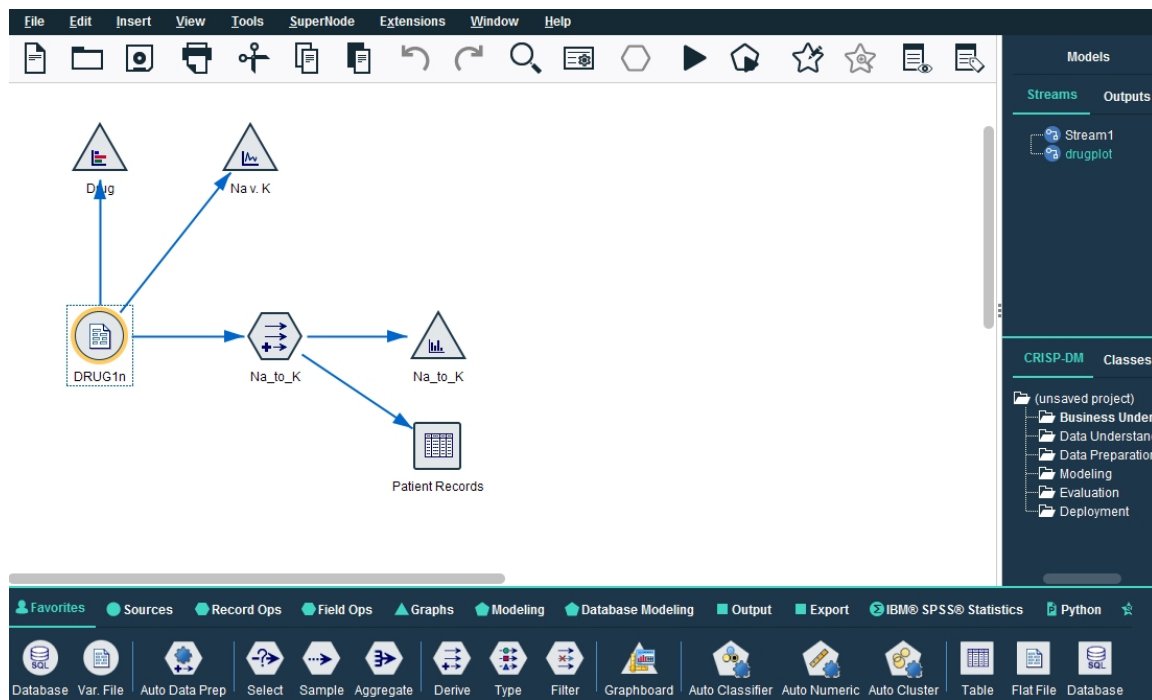 File Edit Insert View Tools SuperNode Extensions Window Help
Models
Streams Outputs
Stream1
drugplot
Drug
Na v. K
DRUG1n
Na_to_K
Na_to_K
Patient Records
CRISP-DM Classes
(unsaved project)
Business Under
Data Understan
Data Preparation
Modeling
Evaluation
Deployment
Favorites Sources Record Ops Field Ops Graphs Modeling Database Modeling Output Export IBM® SPSS® Statistics Python
SQL SQL
Database Var. File Auto Data Prep Select Sample Aggregate Derive Type Filter Graphboard Auto Classifier Auto Numeric Auto Cluster Table Flat File Database